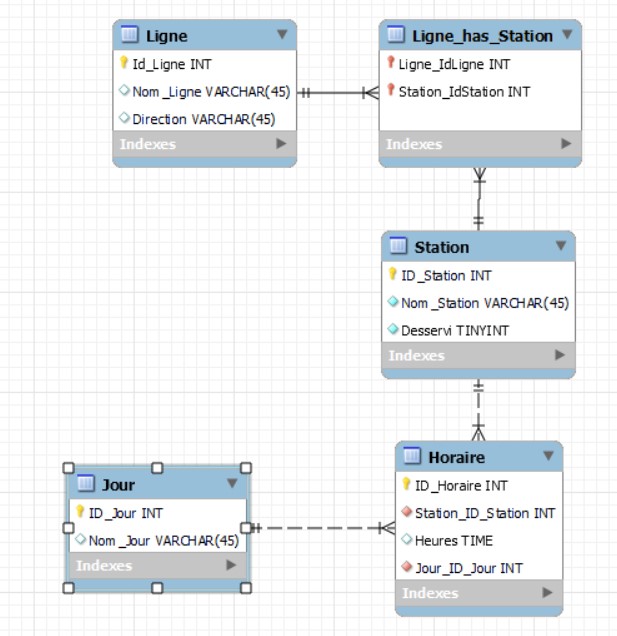 Ligne
Id_Ligne INT
Nom_Ligne VARCHAR(45)
Direction VARCHAR(45)
Indexes
Ligne_has_Station
Ligne_IdLigne INT
Station_IdStation INT
Indexes
Station
ID_Station INT
Nom_Station VARCHAR(45)
Desservi TINYINT
Indexes
Horaire
ID_Horaire INT
Station_ID_Station INT
Heures TIME
Jour_ID_Jour INT
Indexes
Jour
ID_Jour INT
Nom_Jour VARCHAR(45)
Indexes